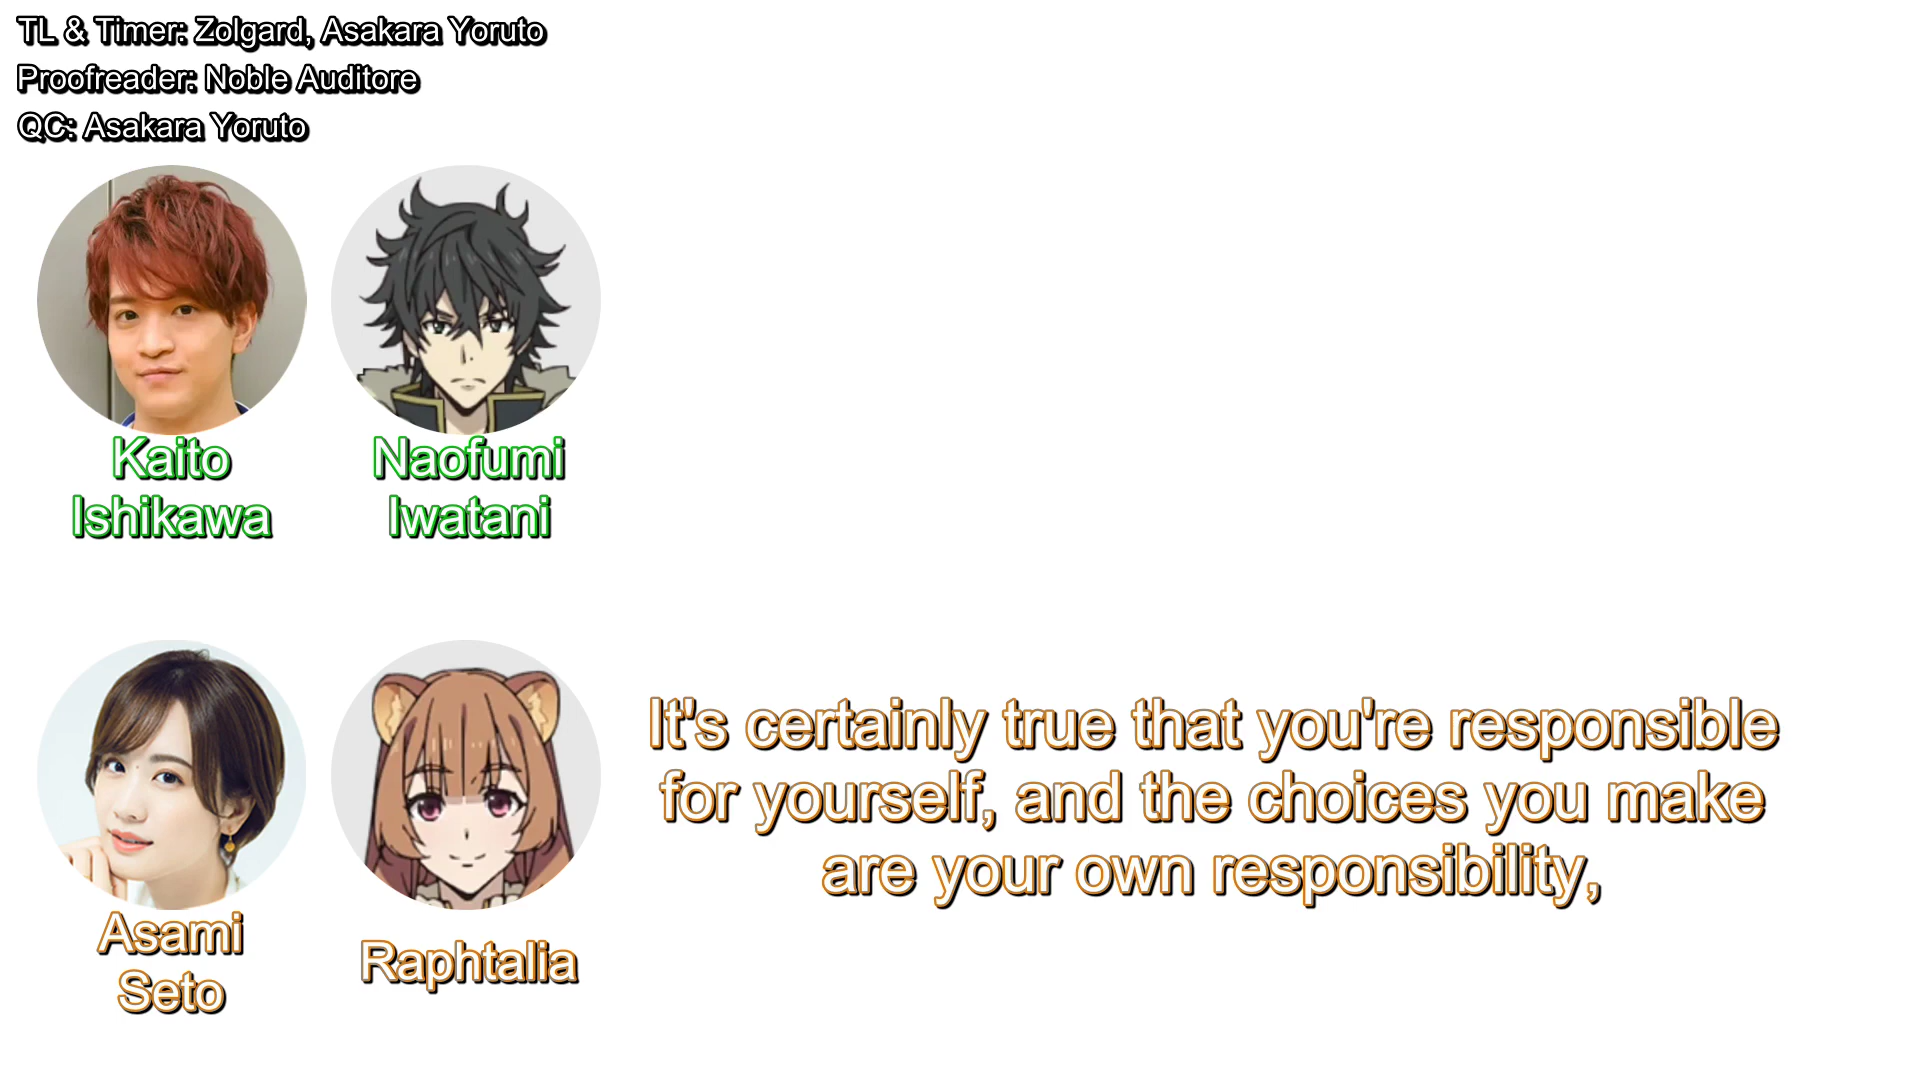 TL & Timer: Zolgard, Asakara Yoruto
Proofreader: Noble Auditore
QC: Asakara Yoruto
Kaito
Ishikawa
Naofumi
Iwatani
It's certainly true that you're responsible
for yourself, and the choices you make
are your own responsibility,
Asami
Seto
Raphtalia